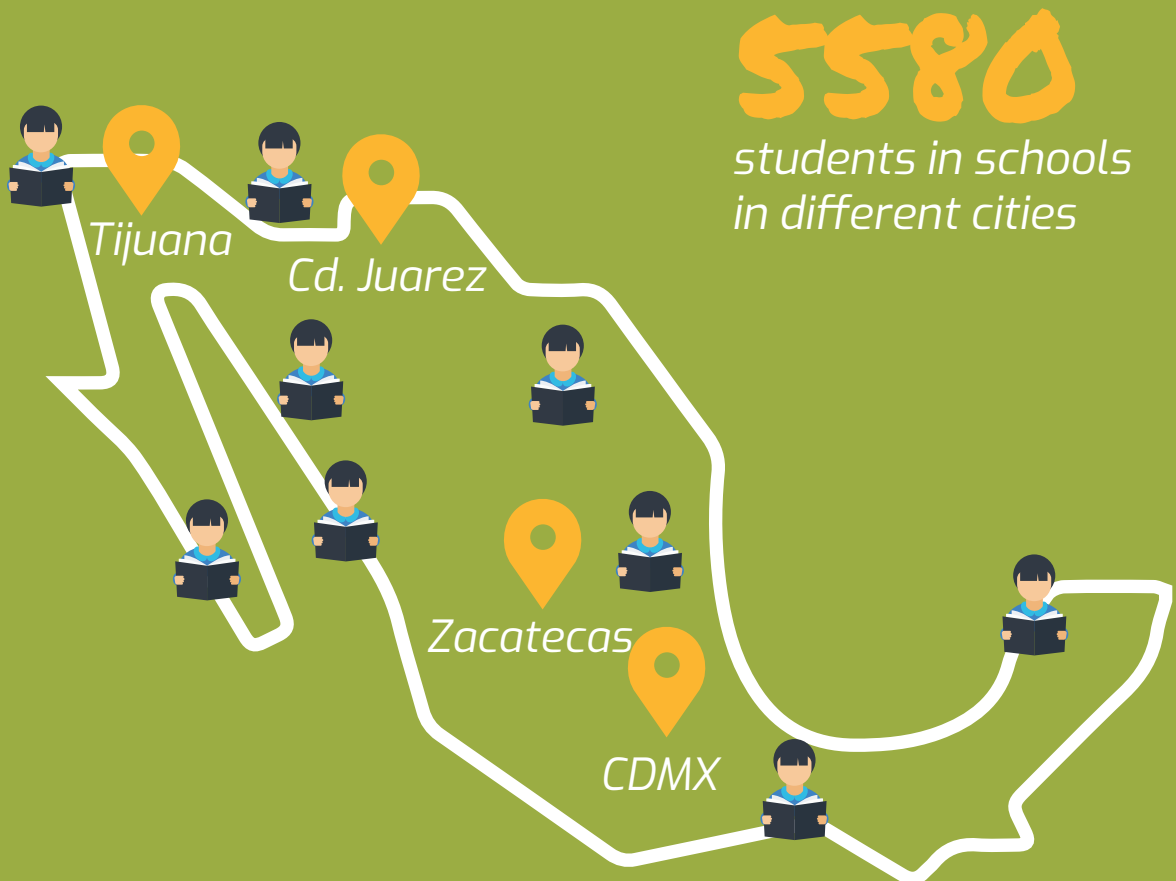 5580
students in schools
in different cities
Tijuana
Cd. Juarez
Zacatecas
CDMX